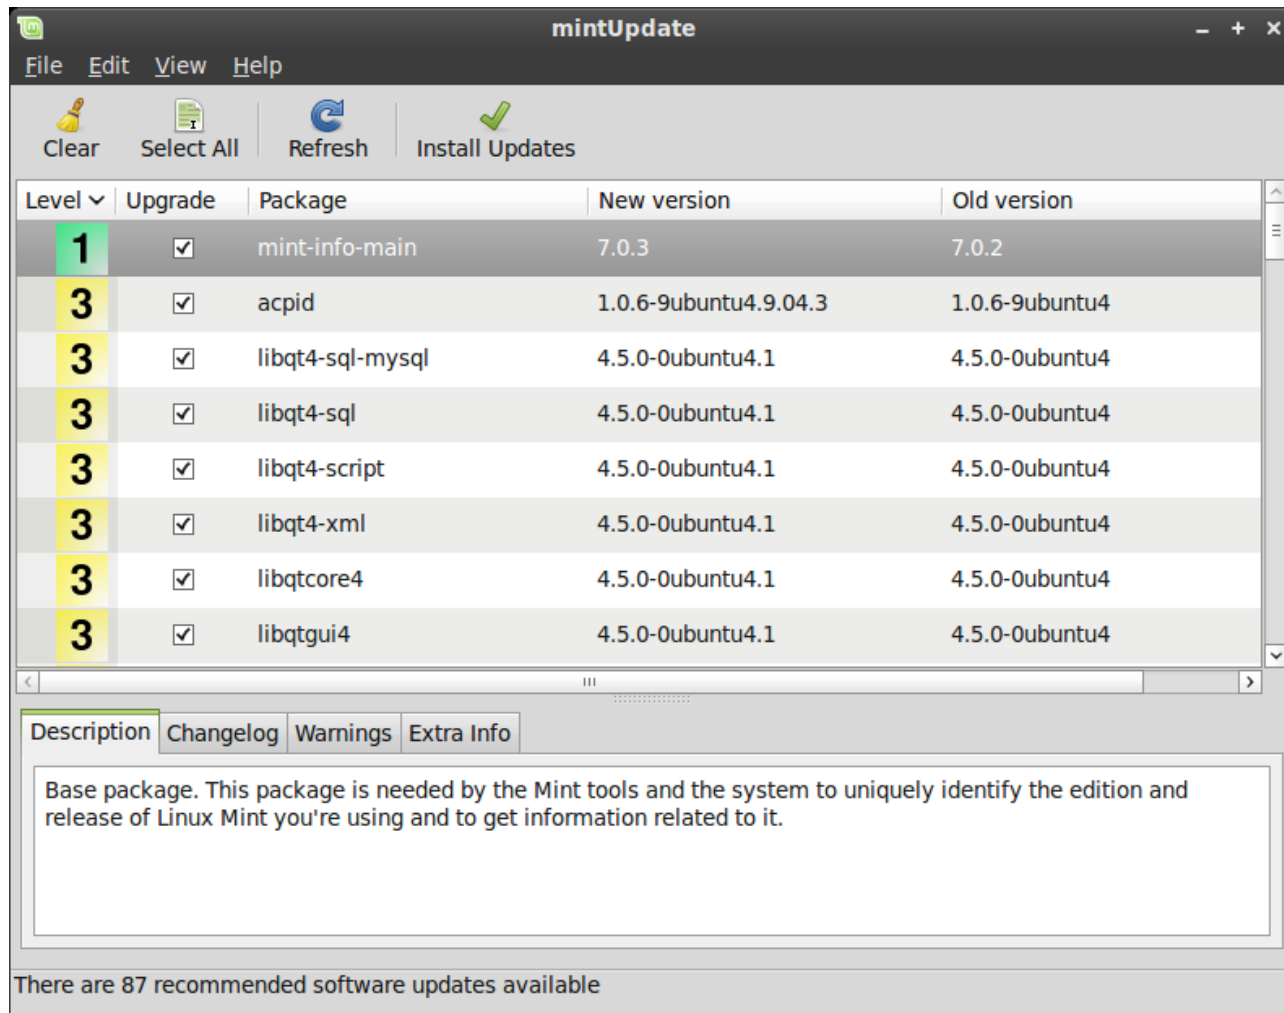 mintUpdate
File Edit View Help
Clear Select All Refresh Install Updates
Level Upgrade Package New version Old version
1 mint-info-main 7.0.3 7.0.2
3 acpid 1.0.6-9ubuntu4.9.04.3 1.0.6-9ubuntu4
3 libqt4-sql-mysql 4.5.0-0ubuntu4.1 4.5.0-0ubuntu4
3 libqt4-sql 4.5.0-0ubuntu4.1 4.5.0-0ubuntu4
3 libqt4-script 4.5.0-0ubuntu4.1 4.5.0-0ubuntu4
3 libqt4-xml 4.5.0-0ubuntu4.1 4.5.0-0ubuntu4
3 libqtcore4 4.5.0-0ubuntu4.1 4.5.0-0ubuntu4
3 libqtgui4 4.5.0-0ubuntu4.1 4.5.0-0ubuntu4
Description Changelog Warnings Extra Info
Base package. This package is needed by the Mint tools and the system to uniquely identify the edition and
release of Linux Mint you're using and to get information related to it.
There are 87 recommended software updates available